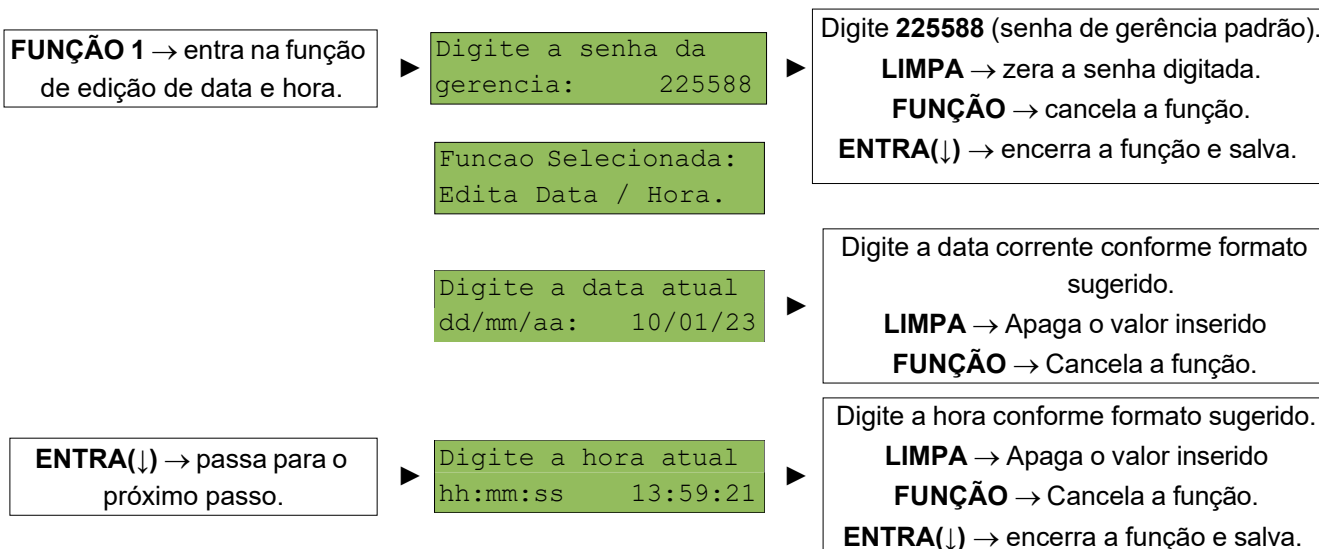 FUNÇÃO 1 → entra na função
de edição de data e hora.
►
Digite a senha da
gerencia: 225588
►
Digite 225588 (senha de gerência padrão).
LIMPA → zera a senha digitada.
FUNÇÃO → cancela a função.
ENTRA(↓) → encerra a função e salva.
Funcao Selecionada:
Edita Data / Hora.
Digite a data atual
dd/mm/aa: 10/01/23
►
Digite a data corrente conforme formato
sugerido.
LIMPA → Apaga o valor inserido
FUNÇÃO → Cancela a função.
ENTRA(↓) → passa para o
próximo passo.
►
Digite a hora atual
hh:mm:ss 13:59:21
►
Digite a hora conforme formato sugerido.
LIMPA → Apaga o valor inserido
FUNÇÃO → Cancela a função.
ENTRA(↓) → encerra a função e salva.